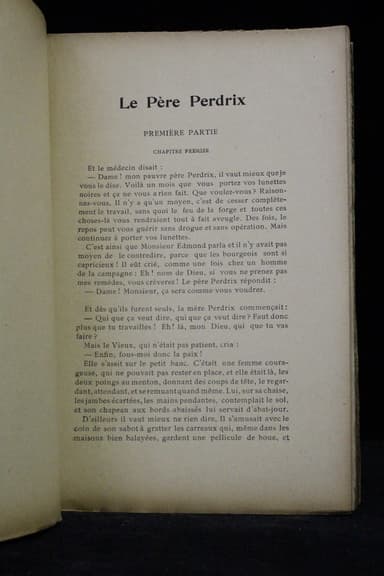 Le Père Perdrix
PREMIÈRE PARTIE
CHAPITRE PREMIER
Et le médecin disait :
— Dame ! mon pauvre père Perdrix, il vaut mieux que je
vous le dise. Voilà un mois que vous portez vos lunettes
noires et ça ne vous a rien fait. Que voulez-vous ? Raison-
nas-vous. Il n'y a qu'un moyen, c'est de cesser complète-
ment le travail, sans quoi le feu de la forge et toutes ces
choses-là vous rendraient tout à fait aveugle. Des fois, le
repos peut vous guérir sans drogue et sans opération. Mais
continuez à porter vos lunettes.
C'est ainsi que Monsieur Edmond parla et il n'y avait pas
moyen de le contredire, parce que les bourgeois sont si
capricieux ! Il eût crié, comme une fois chez un homme
de la campagne : Eh ! nom de Dieu, si vous ne prenez pas
mes remèdes, vous crèverez ! Le père Perdrix répondit :
— Dame ! Monsieur, ça sera comme vous voudrez.
Et dès qu'ils furent seuls, la mère Perdrix commençait :
— Qui que ça veut dire, qui que ça veut dire ? Faut donc
plus que tu travailles ! Eh ! là, mon Dieu, qui que tu vas
faire ?
Mais le Vieux, qui n'était pas patient, cria :
— Enfin, fous-moi donc la paix !
Elle s'assit sur le petit banc. C'était une femme coura-
geuse, qui ne pouvait pas rester en place, et elle était là, les
deux poings au menton, donnant des coups de tête, le regar-
dant, attendant, et se remuant quand même. Lui, sur sa chaise,
les jambes écartées, les mains pendantes, contemplait le sol,
et son chapeau aux bords abaissés lui servait d'abat-jour.
D'ailleurs il vaut mieux ne rien dire. Il s'amusait avec le
coin de son sabot à gratter les carreaux qui, même dans les
maisons bien balayées, gardent une pellicule de boue, et